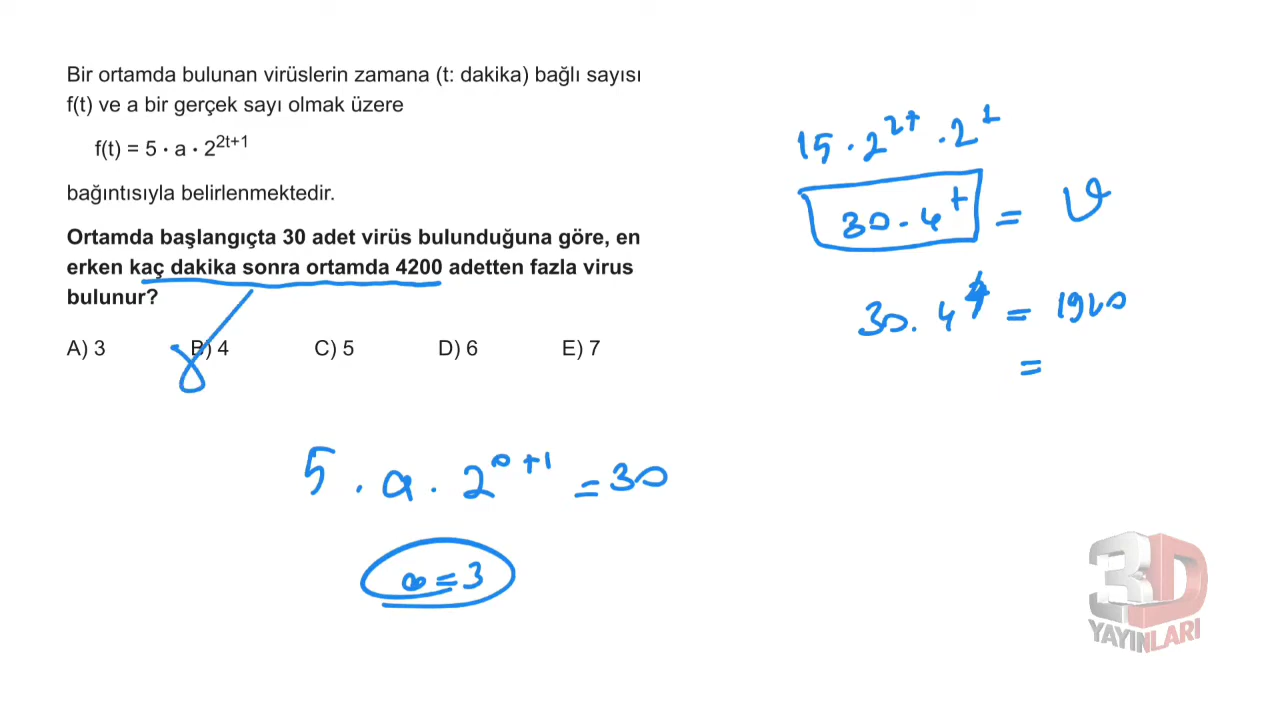 Bir ortamda bulunan virüslerin zamana (t: dakika) bağlı sayısı
f(t) ve a bir gerçek sayı olmak üzere
f(t) = 5 · a · 2^{2t+1}
bağıntısıyla belirlenmektedir.
Ortamda başlangıçta 30 adet virüs bulunduğuna göre, en
erken kaç dakika sonra ortamda 4200 adetten fazla virus
bulunur?
A) 3 B) 4 C) 5 D) 6 E) 7
15 · 2^{2t} · 2^1
30 · 4^t =
30 · 4 = 1920
=
5 · a · 2^{0+1} = 30
a = 3
3D
YAYINLARI